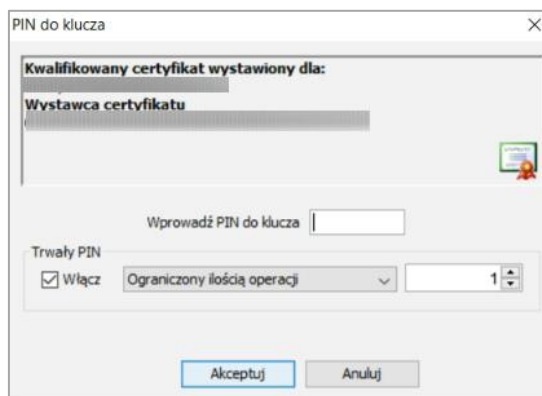 PIN do klucza
Kwalifikowany certyfikat wystawiony dla:
Wystawca certyfikatu
Wprowadź PIN do klucza
Trwały PIN
Włącz Ograniczony ilością operacji 1
Akceptuj Anuluj